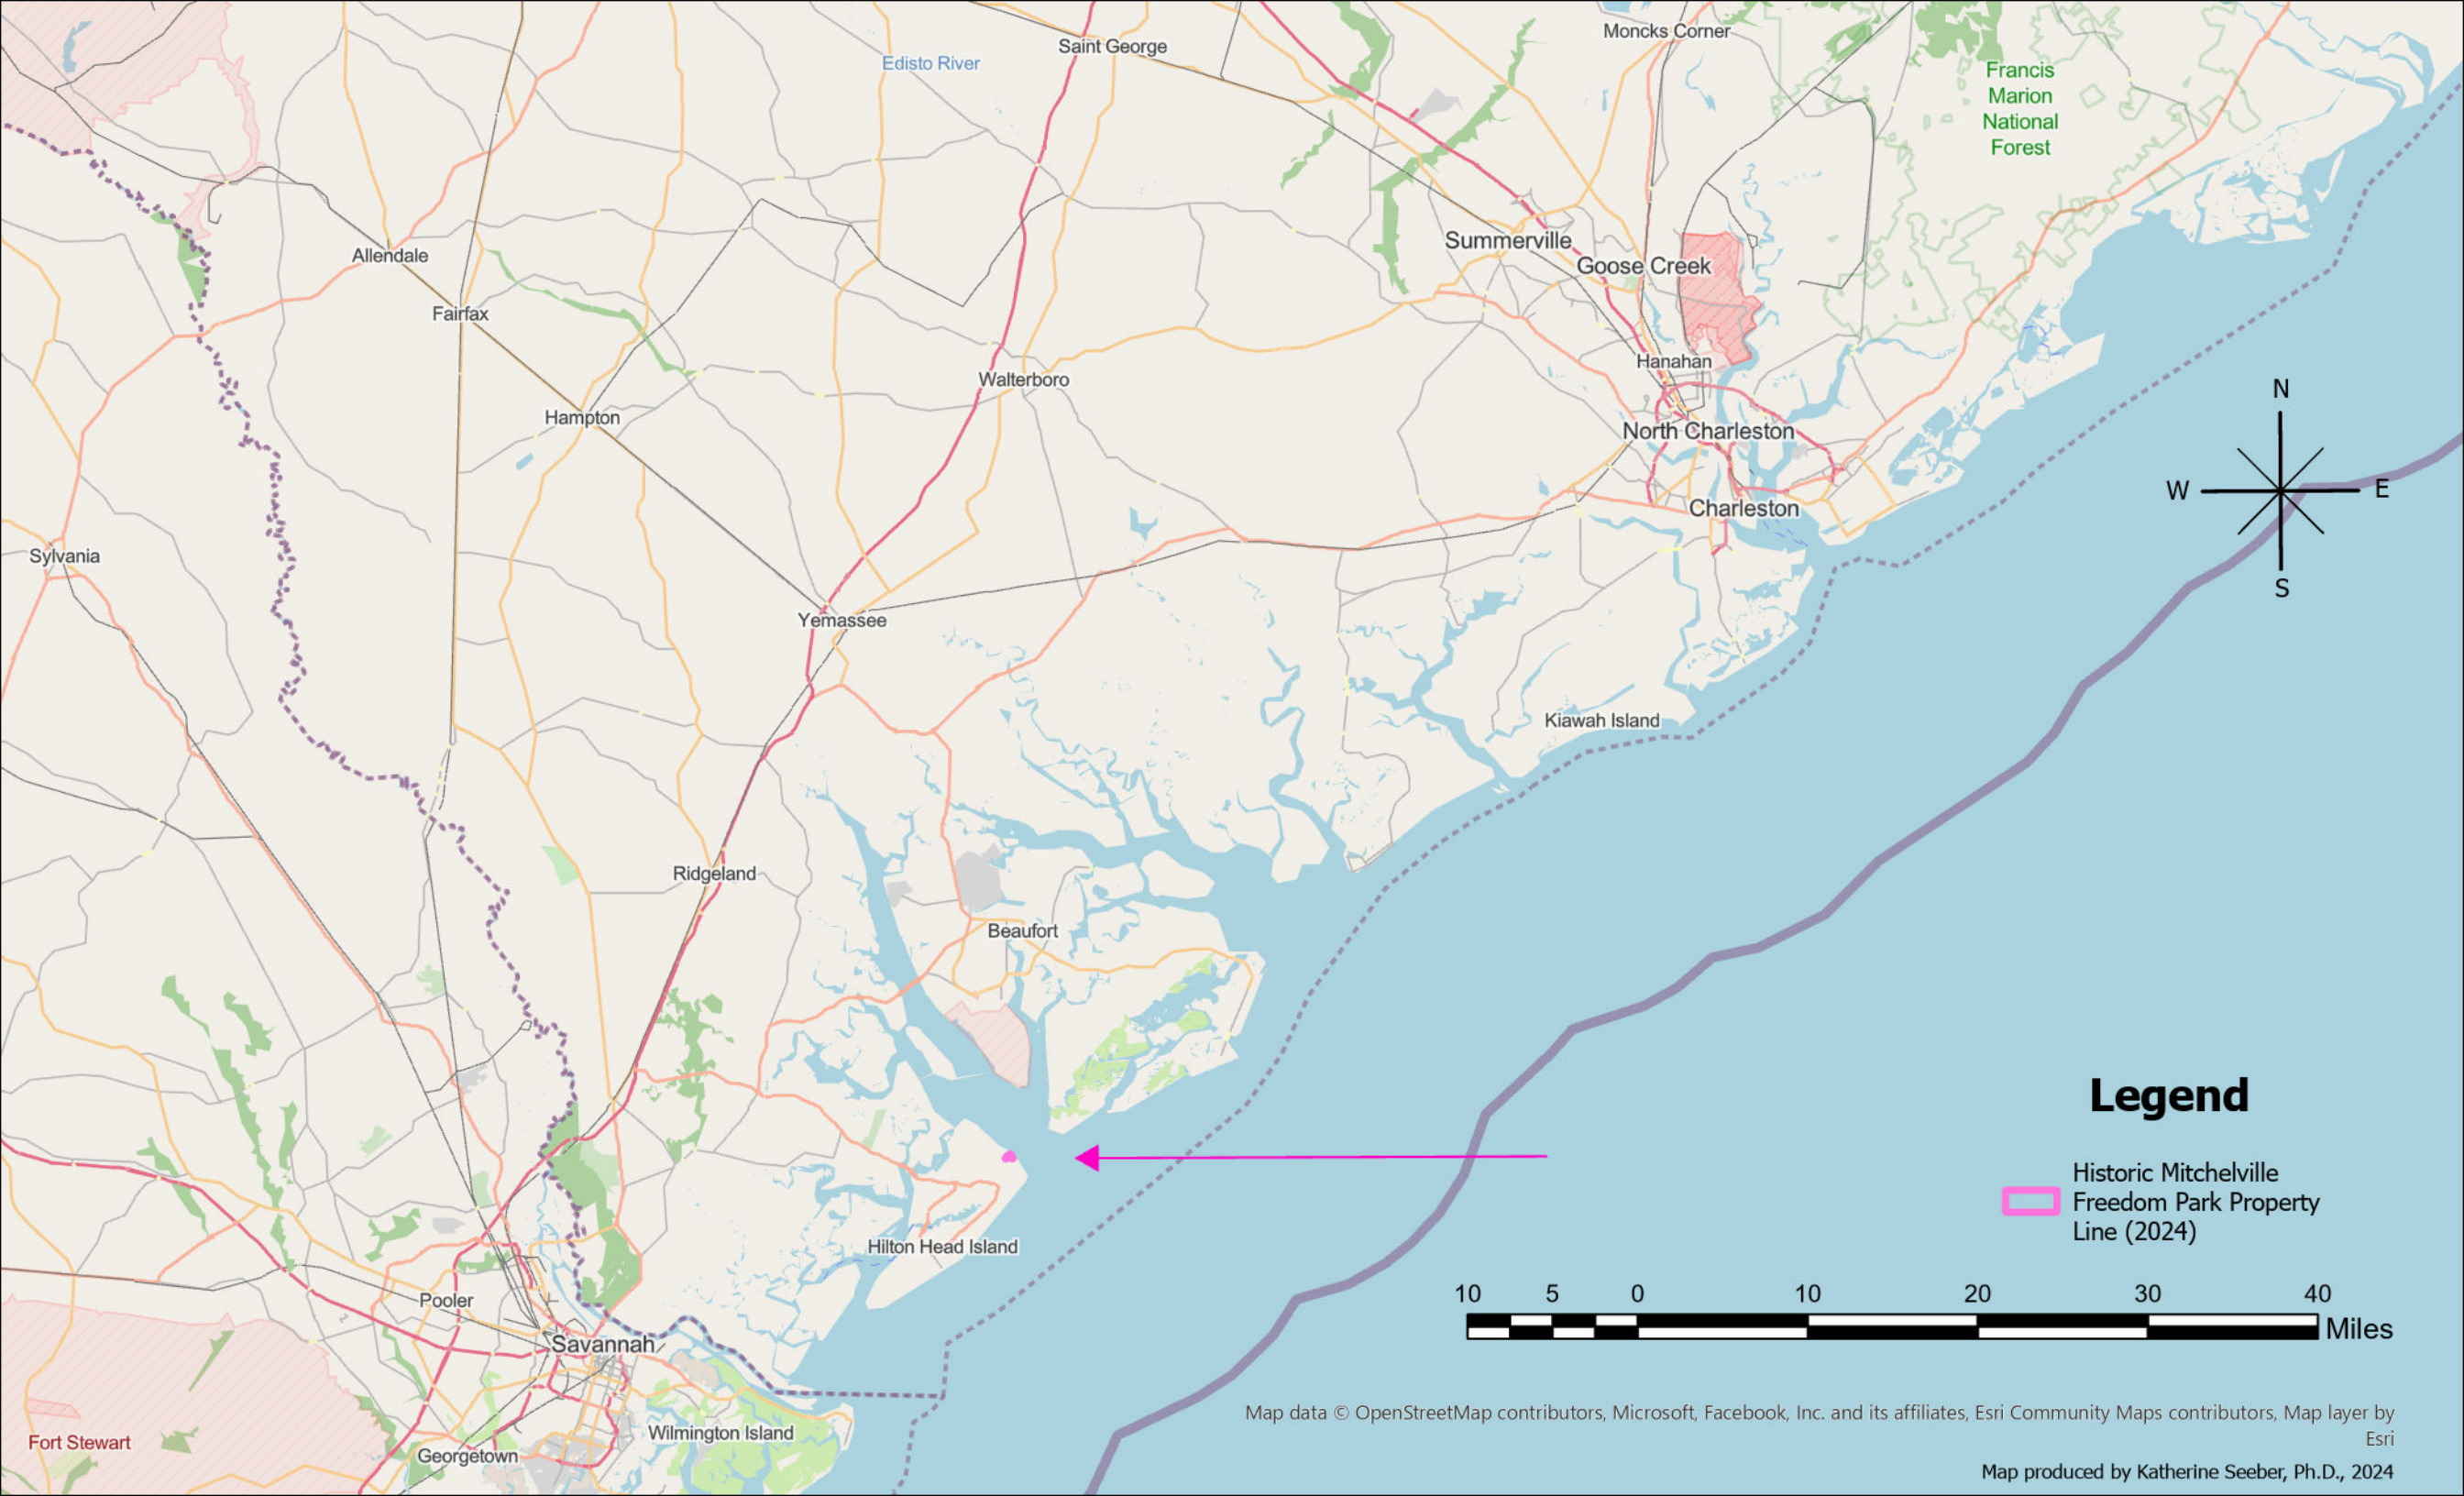 Moncks Corner
Saint George
Edisto River
Francis
Marion
National
Forest
Summerville
Allendale
Goose Creek
Fairfax
Hanahan
Walterboro
N
Hampton
North Charleston
W
E
Charleston
Sylvania
S
Yemassee
Kiawah Island
Ridgeland
Beaufort
Legend
Historic Mitchelville
Freedom Park Property
Line (2024)
Hilton Head Island
10 5 0 10 20 30 40
Miles
Pooler
Savannah
Map data © OpenStreetMap contributors, Microsoft, Facebook, Inc. and its affiliates, Esri Community Maps contributors, Map layer by
Esri
Wilmington Island
Fort Stewart
Georgetown
Map produced by Katherine Seeber, Ph.D., 2024